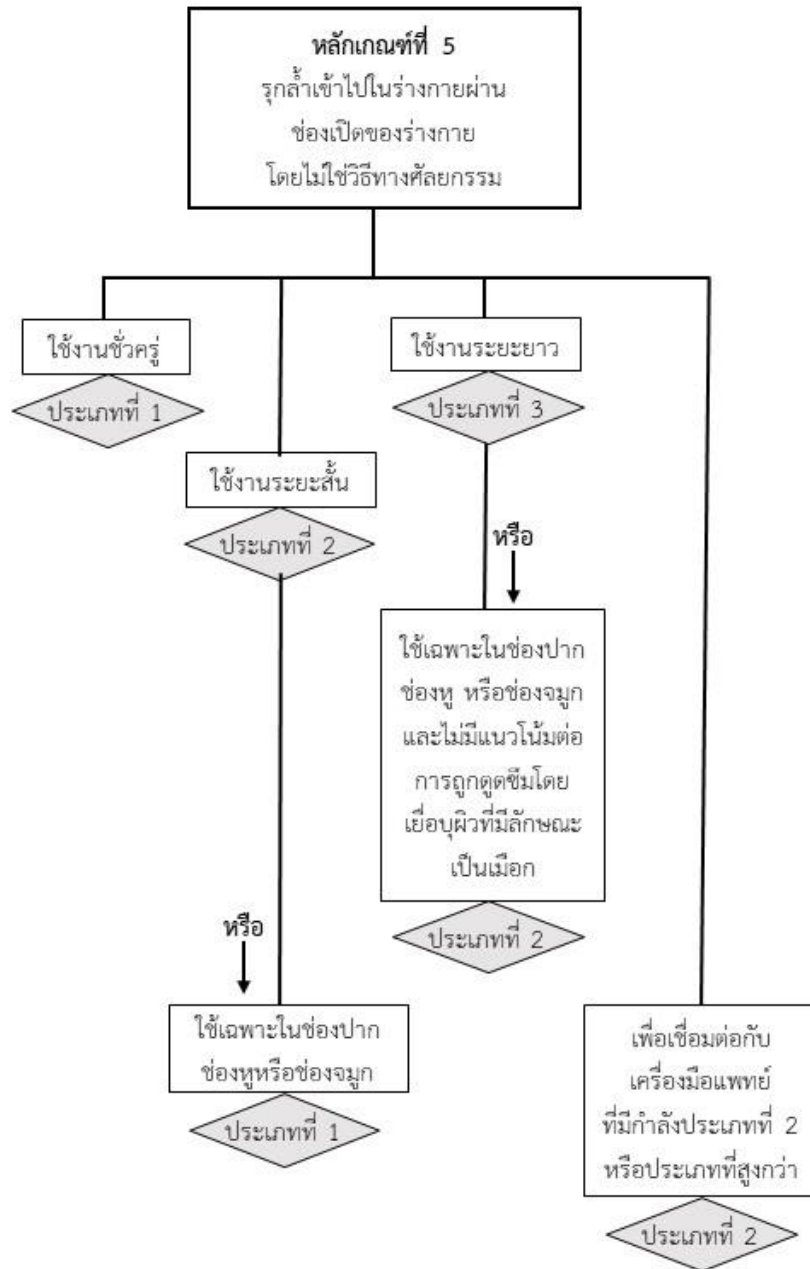 หลักเกณฑ์ที่ 5
รุกล้ำเข้าไปในร่างกายผ่าน
ช่องเปิดของร่างกาย
โดยไม่ใช่วิธีทางศัลยกรรม
ใช้งานชั่วครู่
ประเภทที่ 1
ใช้งานระยะสั้น
ประเภทที่ 2
หรือ
ใช้เฉพาะในช่องปาก
ช่องหูหรือช่องจมูก
ประเภทที่ 1
ใช้งานระยะยาว
ประเภทที่ 3
หรือ
ใช้เฉพาะในช่องปาก
ช่องหู หรือช่องจมูก
และไม่มีแนวโน้มต่อ
การถูกดูดซึมโดย
เยื่อบุผิวที่มีลักษณะ
เป็นเมือก
ประเภทที่ 2
เพื่อเชื่อมต่อกับ
เครื่องมือแพทย์
ที่มีกำลังประเภทที่ 2
หรือประเภทที่สูงกว่า
ประเภทที่ 2